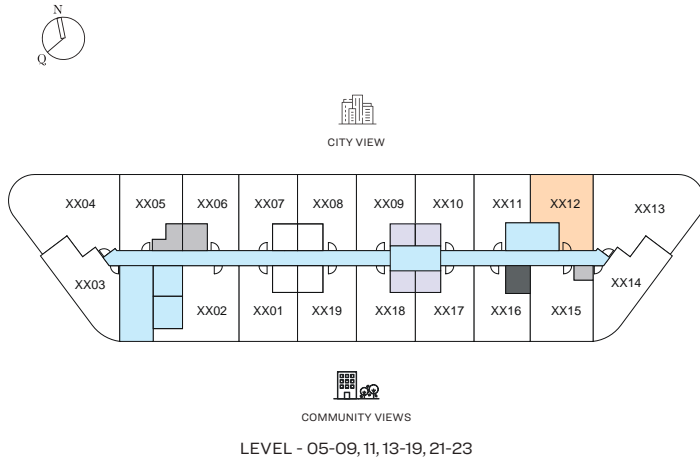 N
Q
CITY VIEW
XX04 XX05 XX06 XX07 XX08 XX09 XX10 XX11 XX12 XX13
XX03 XX14
XX02 XX01 XX19 XX18 XX17 XX16 XX15
COMMUNITY VIEWS
LEVEL - 05-09, 11, 13-19, 21-23